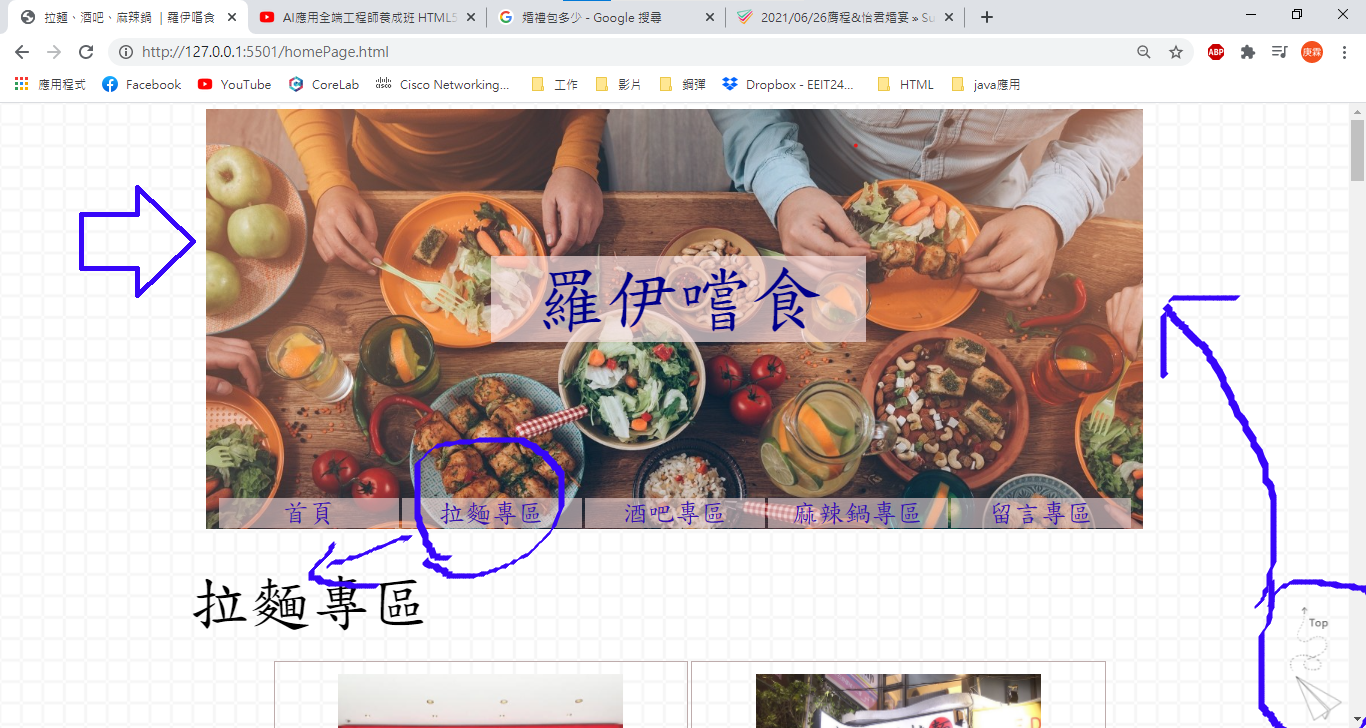 拉麵、酒吧、麻辣鍋 | 羅伊嚐食
AI應用全端工程師養成班 HTML5
婚禮包多少 - Google 搜尋
2021/06/26膺程&怡君婚宴 » Su
http://127.0.0.1:5501/homePage.html
ABP
庚霖
應用程式
Facebook
YouTube
CoreLab
Cisco Networking...
工作
影片
鋼彈
Dropbox - EEIT24...
HTML
java應用
羅伊嚐食
首頁
拉麵專區
酒吧專區
麻辣鍋專區
留言專區
拉麵專區
Top